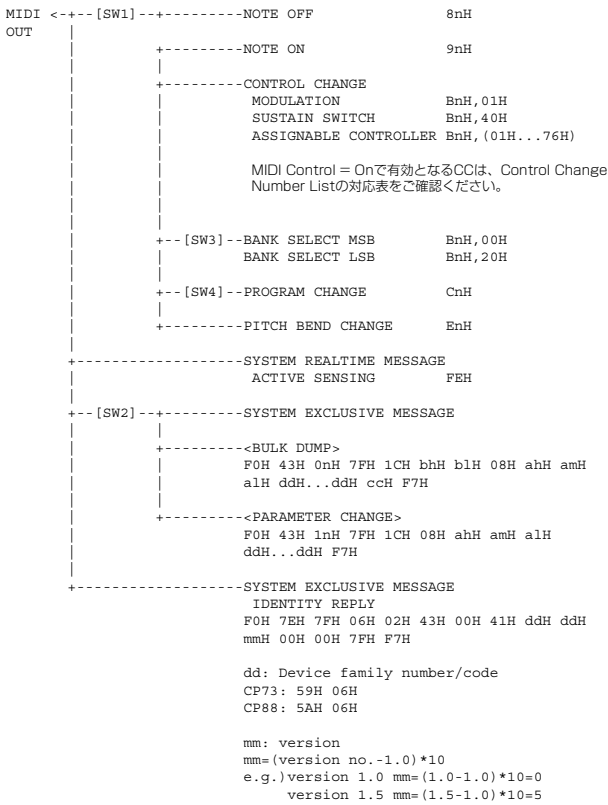 MIDI <-+--[SW1]--+---------NOTE OFF 8nH
OUT |
+---------NOTE ON 9nH
+---------CONTROL CHANGE
MODULATION BnH,01H
SUSTAIN SWITCH BnH,40H
ASSIGNABLE CONTROLLER BnH,(01H...76H)
MIDI Control = Onで有効となるCCは、Control Change
Number Listの対応表をご確認ください。
+--[SW3]--BANK SELECT MSB BnH,00H
BANK SELECT LSB BnH,20H
+--[SW4]--PROGRAM CHANGE CnH
+---------PITCH BEND CHANGE EnH
+-------------------SYSTEM REALTIME MESSAGE
ACTIVE SENSING FEH
+--[SW2]--+---------SYSTEM EXCLUSIVE MESSAGE
+---------<BULK DUMP>
F0H 43H 0nH 7FH 1CH bhH blH 08H ahH amH
alH ddH...ddH ccH F7H
+---------<PARAMETER CHANGE>
F0H 43H 1nH 7FH 1CH 08H ahH amH alH
ddH...ddH F7H
+-------------------SYSTEM EXCLUSIVE MESSAGE
IDENTITY REPLY
F0H 7EH 7FH 06H 02H 43H 00H 41H ddH ddH
mmH 00H 00H 7FH F7H
dd: Device family number/code
CP73: 59H 06H
CP88: 5AH 06H
mm: version
mm=(version no.-1.0)*10
e.g.)version 1.0 mm=(1.0-1.0)*10=0
version 1.5 mm=(1.5-1.0)*10=5